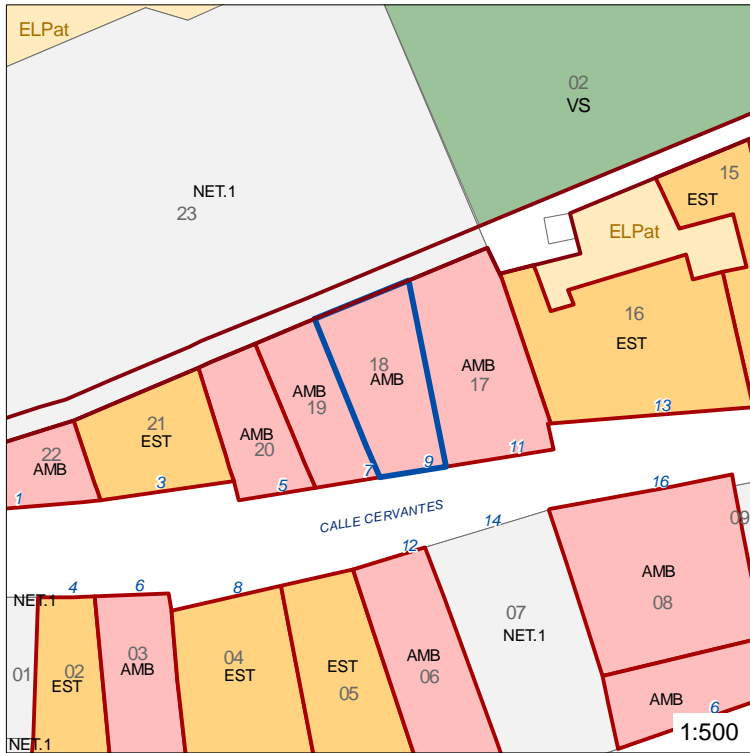 ELPat
02
VS
15
EST
NET.1
23
ELPat
16
EST
18
AMB
AMB
17
AMB
19
13
21
EST
AMB
20
11
22
AMB
9
7
5
3
1
16
CALLE CERVANTES
14
09
12
AMB
08
4
6
8
NET.1
07
NET.1
01
02
EST
03
AMB
04
EST
EST
05
AMB
06
AMB
6
NET.1
1:500